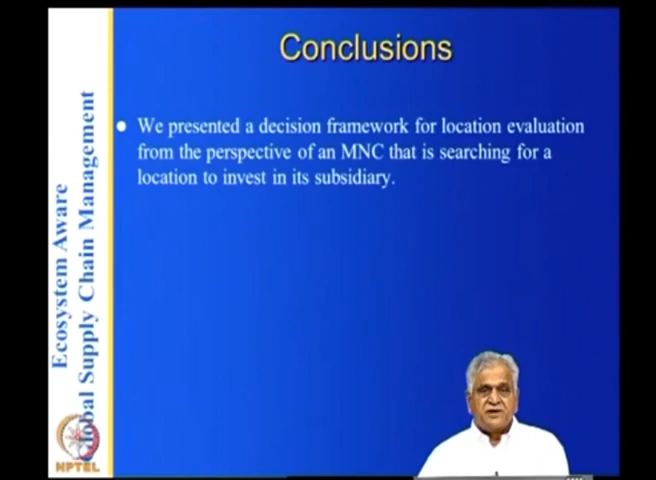 Conclusions
We presented a decision framework for location evaluation
from the perspective of an MNC that is searching for a
location to invest in its subsidiary.
Ecosystem Aware
Global Supply Chain Management
NPTEL